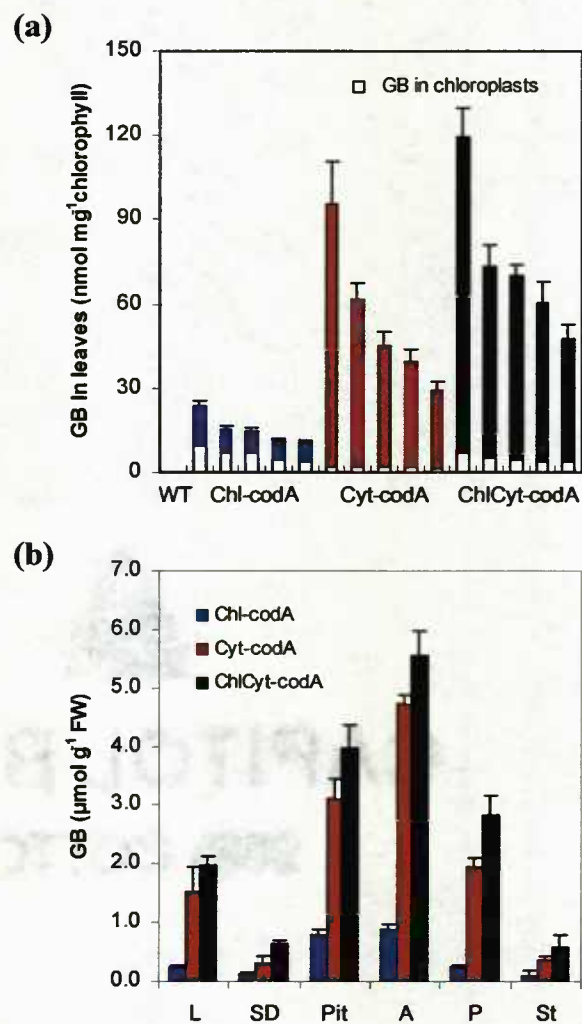 (a)
150
120
90
60
30
0
GB in leaves (nmol mg⁻¹chlorophyll)
GB in chloroplasts
WT Chl-codA Cyt-codA ChlCyt-codA
(b)
7.0
6.0
5.0
4.0
3.0
2.0
1.0
0.0
GB (µmol g⁻¹ FW)
Chl-codA
Cyt-codA
ChlCyt-codA
L SD Pit A P St